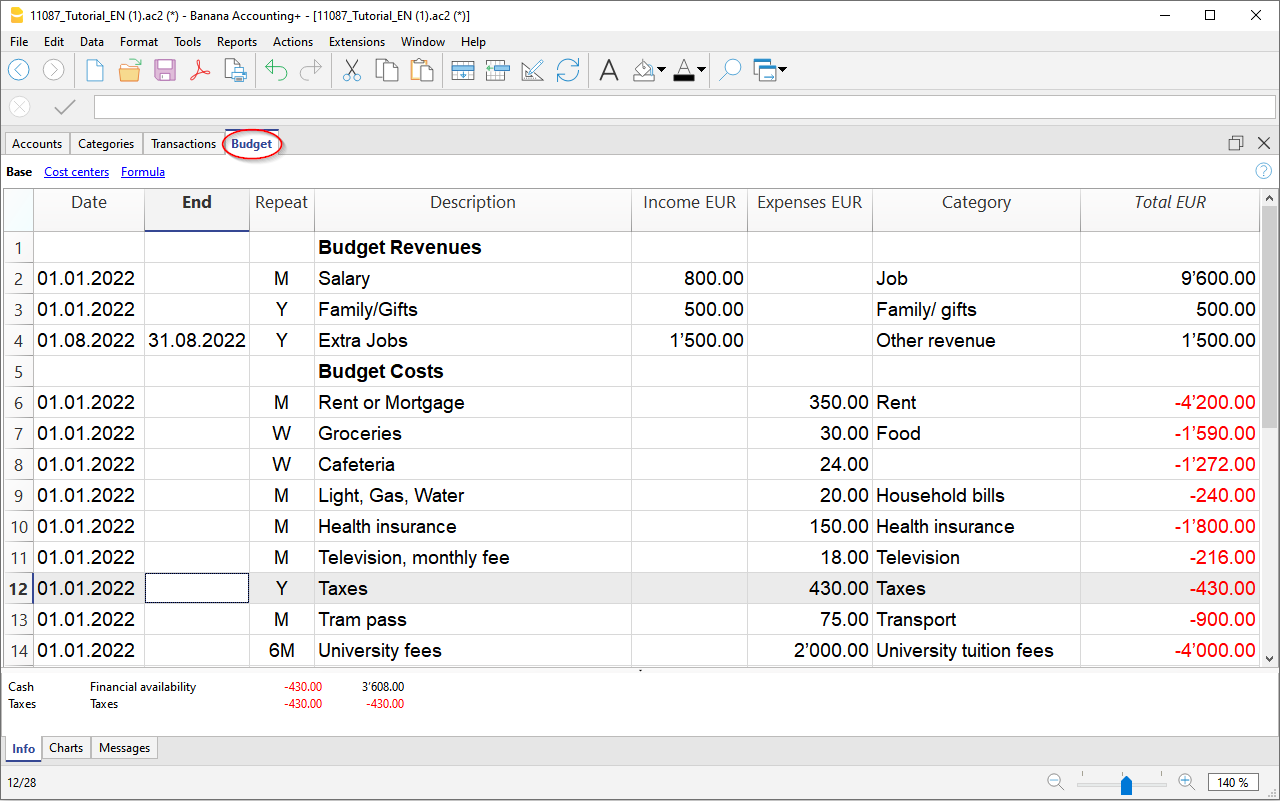 11087_Tutorial_EN (1).ac2 (*) - Banana Accounting+ - [11087_Tutorial_EN (1).ac2 (*)]
File Edit Data Format Tools Reports Actions Extensions Window Help
Accounts Categories Transactions Budget
Base Cost centers Formula
Date End Repeat Description Income EUR Expenses EUR Category Total EUR
1 Budget Revenues
2 01.01.2022 M Salary 800.00 Job 9'600.00
3 01.01.2022 Y Family/Gifts 500.00 Family/ gifts 500.00
4 01.08.2022 31.08.2022 Y Extra Jobs 1'500.00 Other revenue 1'500.00
5 Budget Costs
6 01.01.2022 M Rent or Mortgage 350.00 Rent -4'200.00
7 01.01.2022 W Groceries 30.00 Food -1'590.00
8 01.01.2022 W Cafeteria 24.00 -1'272.00
9 01.01.2022 M Light, Gas, Water 20.00 Household bills -240.00
10 01.01.2022 M Health insurance 150.00 Health insurance -1'800.00
11 01.01.2022 M Television, monthly fee 18.00 Television -216.00
12 01.01.2022 Y Taxes 430.00 Taxes -430.00
13 01.01.2022 M Tram pass 75.00 Transport -900.00
14 01.01.2022 6M University fees 2'000.00 University tuition fees -4'000.00
Cash Financial availability -430.00 3'608.00
Taxes Taxes -430.00 -430.00
Info Charts Messages
12/28 140 %